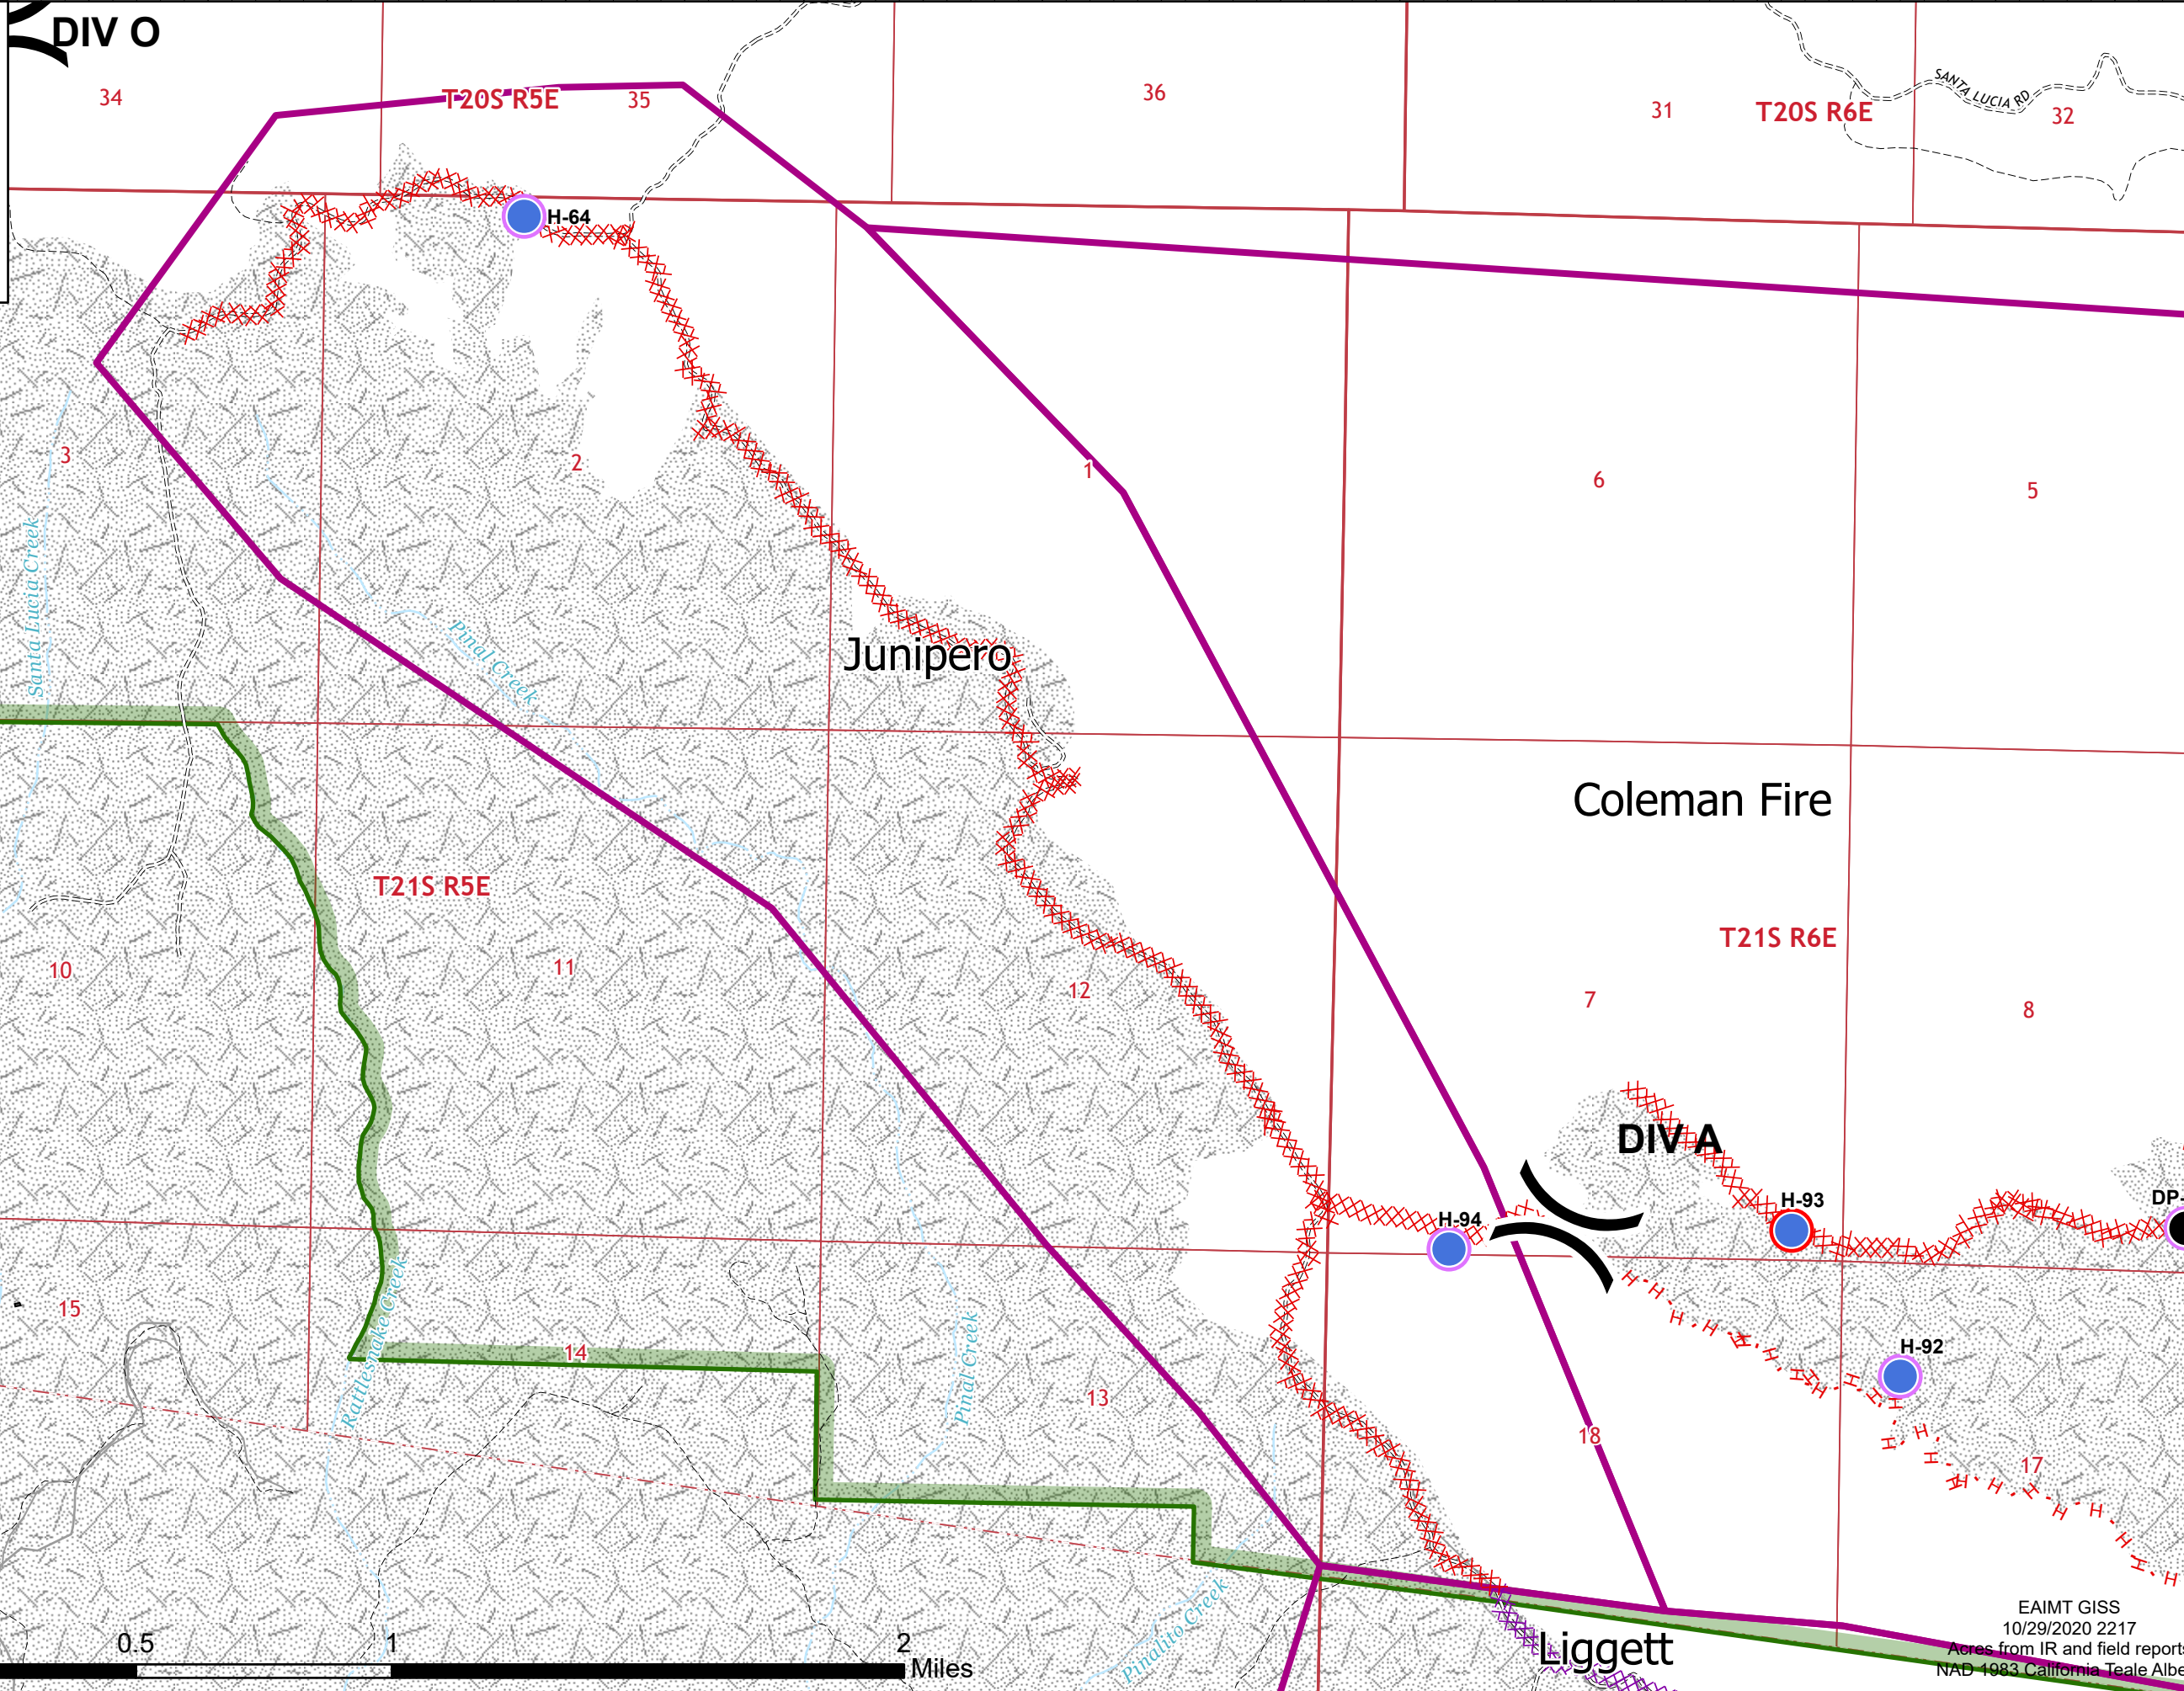 DIV O
34
T20S R5E
35
36
31
T20S R6E
SANTA LUCIA RD
32
H-64
3
2
1
6
5
Santa Lucia Creek
Pinal Creek
Junipero
Coleman Fire
T21S R5E
T21S R6E
10
11
12
7
8
DIV A
H-93
H-94
DP-
15
Rattlesnake Creek
14
Pinal Creek
13
H-92
18
17
Pinalito Creek
Liggett
0.5 1 2 Miles
EAIMT GISS
10/29/2020 2217
Acres from IR and field reports
NAD 1983 California Teale Albe